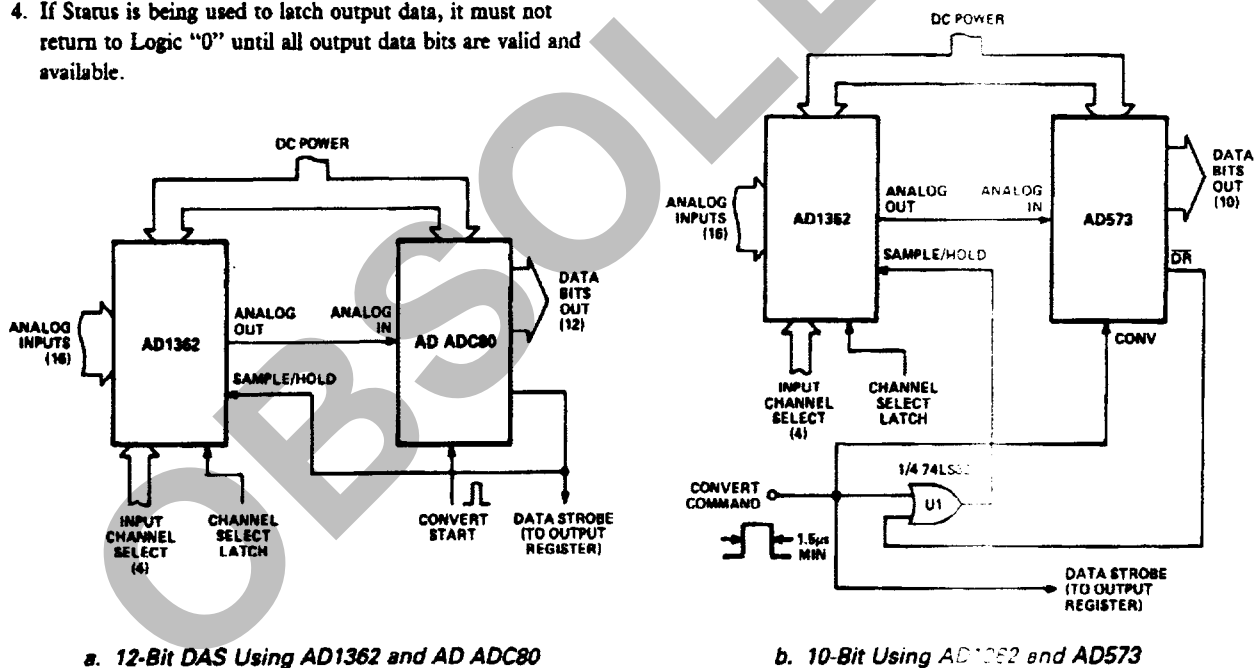 4. If Status is being used to latch output data, it must not
return to Logic “0” until all output data bits are valid and
available.
DC POWER
ANALOG
INPUTS
(16)
AD1362
ANALOG
OUT
ANALOG
IN
AD ADC80
DATA
BITS
OUT
(12)
SAMPLE/HOLD
INPUT
CHANNEL
SELECT
(4)
CHANNEL
SELECT
LATCH
CONVERT
START
DATA STROBE
(TO OUTPUT
REGISTER)
a. 12-Bit DAS Using AD1362 and AD ADC80
DC POWER
ANALOG
INPUTS
(16)
AD1362
ANALOG
OUT
ANALOG
IN
AD573
DATA
BITS
OUT
(10)
SAMPLE/HOLD
DR
CONV
INPUT
CHANNEL
SELECT
(4)
CHANNEL
SELECT
LATCH
1/4
CONVERT
COMMAND
U1
1.5µs
MIN
DATA STROBE
(TO OUTPUT
REGISTER)
b. 10-Bit Using AD1362 and AD573
OBSOLE